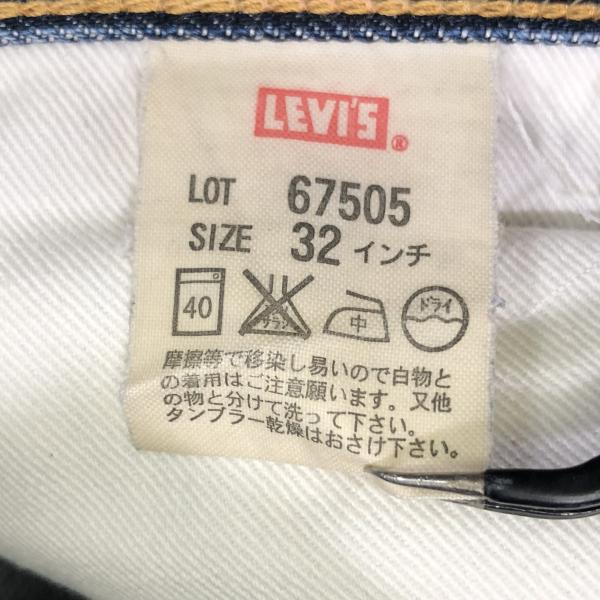 LEVI'S®
LOT 67505
SIZE 32 インチ
40 サラシ 中 ドライ
摩擦等で移染し易いので白物と
の着用はご注意願います。又他
の物と分けて洗って下さい。
タンブラー乾燥はおさけ下さい。